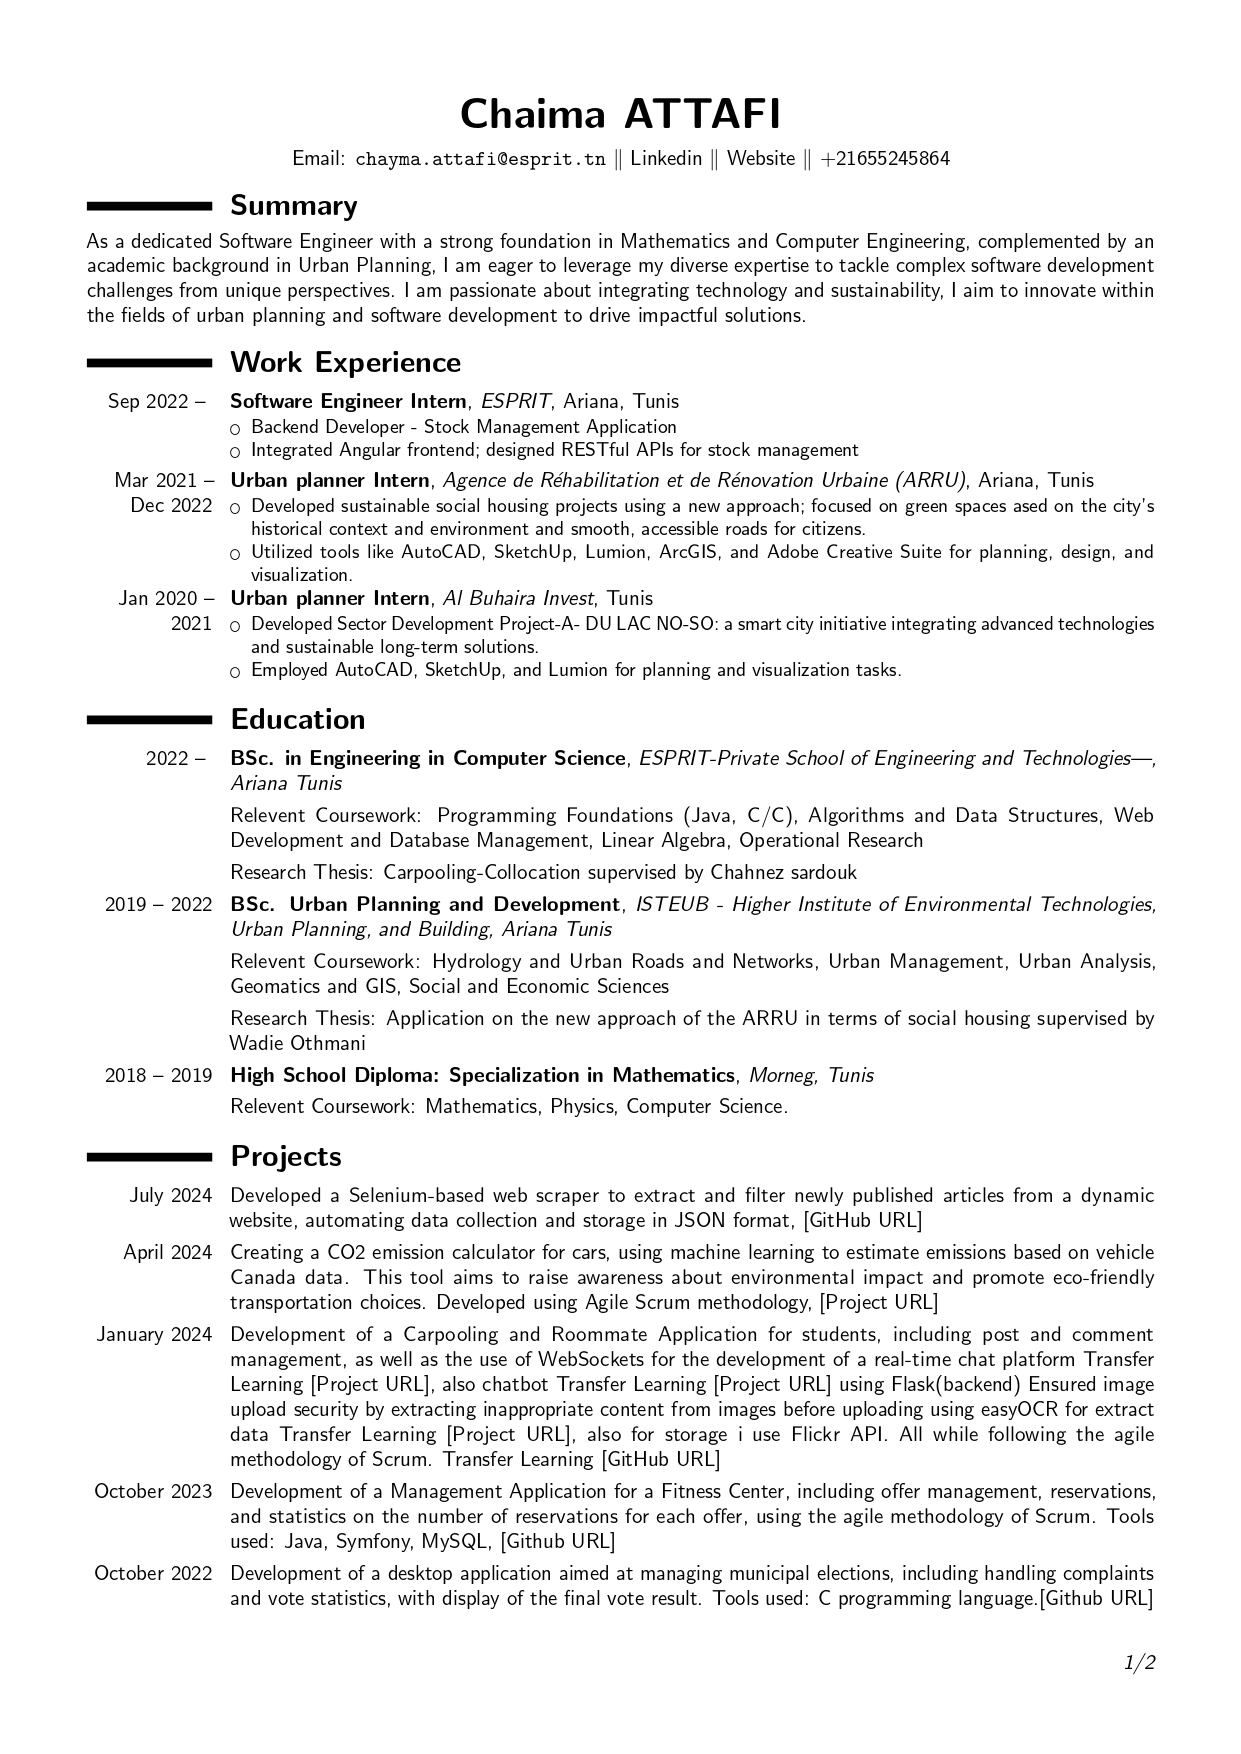 Chaima ATTAFI
Email: chayma.attafi@esprit.tn || Linkedin || Website || +21655245864
Summary
As a dedicated Software Engineer with a strong foundation in Mathematics and Computer Engineering, complemented by an
academic background in Urban Planning, I am eager to leverage my diverse expertise to tackle complex software development
challenges from unique perspectives. I am passionate about integrating technology and sustainability, I aim to innovate within
the fields of urban planning and software development to drive impactful solutions.
Work Experience
Sep 2022 – Software Engineer Intern, ESPRIT, Ariana, Tunis
○ Backend Developer - Stock Management Application
○ Integrated Angular frontend; designed RESTful APIs for stock management
Mar 2021 – Urban planner Intern, Agence de Réhabilitation et de Rénovation Urbaine (ARRU), Ariana, Tunis
Dec 2022 ○ Developed sustainable social housing projects using a new approach; focused on green spaces ased on the city's
historical context and environment and smooth, accessible roads for citizens.
○ Utilized tools like AutoCAD, SketchUp, Lumion, ArcGIS, and Adobe Creative Suite for planning, design, and
visualization.
Jan 2020 – Urban planner Intern, Al Buhaira Invest, Tunis
2021 ○ Developed Sector Development Project-A- DU LAC NO-SO: a smart city initiative integrating advanced technologies
and sustainable long-term solutions.
○ Employed AutoCAD, SketchUp, and Lumion for planning and visualization tasks.
Education
2022 – BSc. in Engineering in Computer Science, ESPRIT-Private School of Engineering and Technologies—,
Ariana Tunis
Relevent Coursework: Programming Foundations (Java, C/C), Algorithms and Data Structures, Web
Development and Database Management, Linear Algebra, Operational Research
Research Thesis: Carpooling-Collocation supervised by Chahnez sardouk
2019 – 2022 BSc. Urban Planning and Development, ISTEUB - Higher Institute of Environmental Technologies,
Urban Planning, and Building, Ariana Tunis
Relevent Coursework: Hydrology and Urban Roads and Networks, Urban Management, Urban Analysis,
Geomatics and GIS, Social and Economic Sciences
Research Thesis: Application on the new approach of the ARRU in terms of social housing supervised by
Wadie Othmani
2018 – 2019 High School Diploma: Specialization in Mathematics, Morneg, Tunis
Relevent Coursework: Mathematics, Physics, Computer Science.
Projects
July 2024 Developed a Selenium-based web scraper to extract and filter newly published articles from a dynamic
website, automating data collection and storage in JSON format, [GitHub URL]
April 2024 Creating a CO2 emission calculator for cars, using machine learning to estimate emissions based on vehicle
Canada data. This tool aims to raise awareness about environmental impact and promote eco-friendly
transportation choices. Developed using Agile Scrum methodology, [Project URL]
January 2024 Development of a Carpooling and Roommate Application for students, including post and comment
management, as well as the use of WebSockets for the development of a real-time chat platform Transfer
Learning [Project URL], also chatbot Transfer Learning [Project URL] using Flask(backend) Ensured image
upload security by extracting inappropriate content from images before uploading using easyOCR for extract
data Transfer Learning [Project URL], also for storage i use Flickr API. All while following the agile
methodology of Scrum. Transfer Learning [GitHub URL]
October 2023 Development of a Management Application for a Fitness Center, including offer management, reservations,
and statistics on the number of reservations for each offer, using the agile methodology of Scrum. Tools
used: Java, Symfony, MySQL, [Github URL]
October 2022 Development of a desktop application aimed at managing municipal elections, including handling complaints
and vote statistics, with display of the final vote result. Tools used: C programming language.[Github URL]
1/2